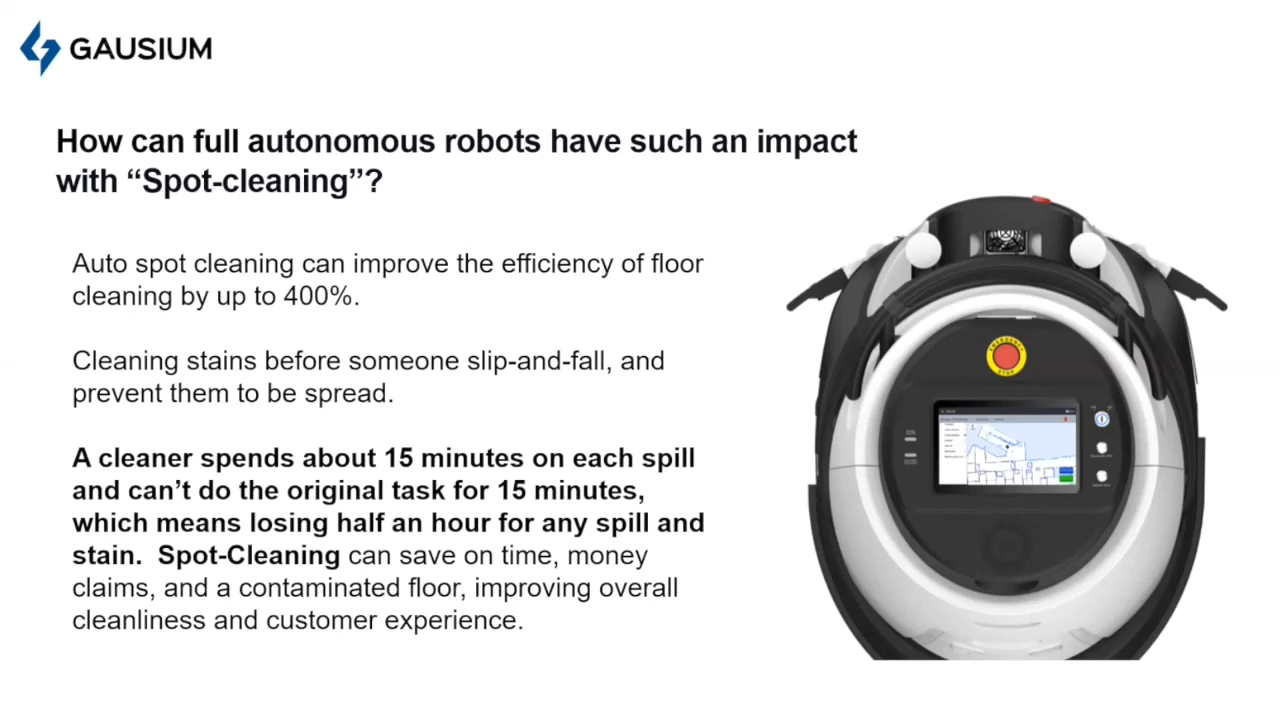 GAUSIUM
How can full autonomous robots have such an impact
with “Spot-cleaning”?
Auto spot cleaning can improve the efficiency of floor
cleaning by up to 400%.
Cleaning stains before someone slip-and-fall, and
prevent them to be spread.
A cleaner spends about 15 minutes on each spill
and can’t do the original task for 15 minutes,
which means losing half an hour for any spill and
stain.  Spot-Cleaning can save on time, money
claims, and a contaminated floor, improving overall
cleanliness and customer experience.
EMERGENCY
STOP